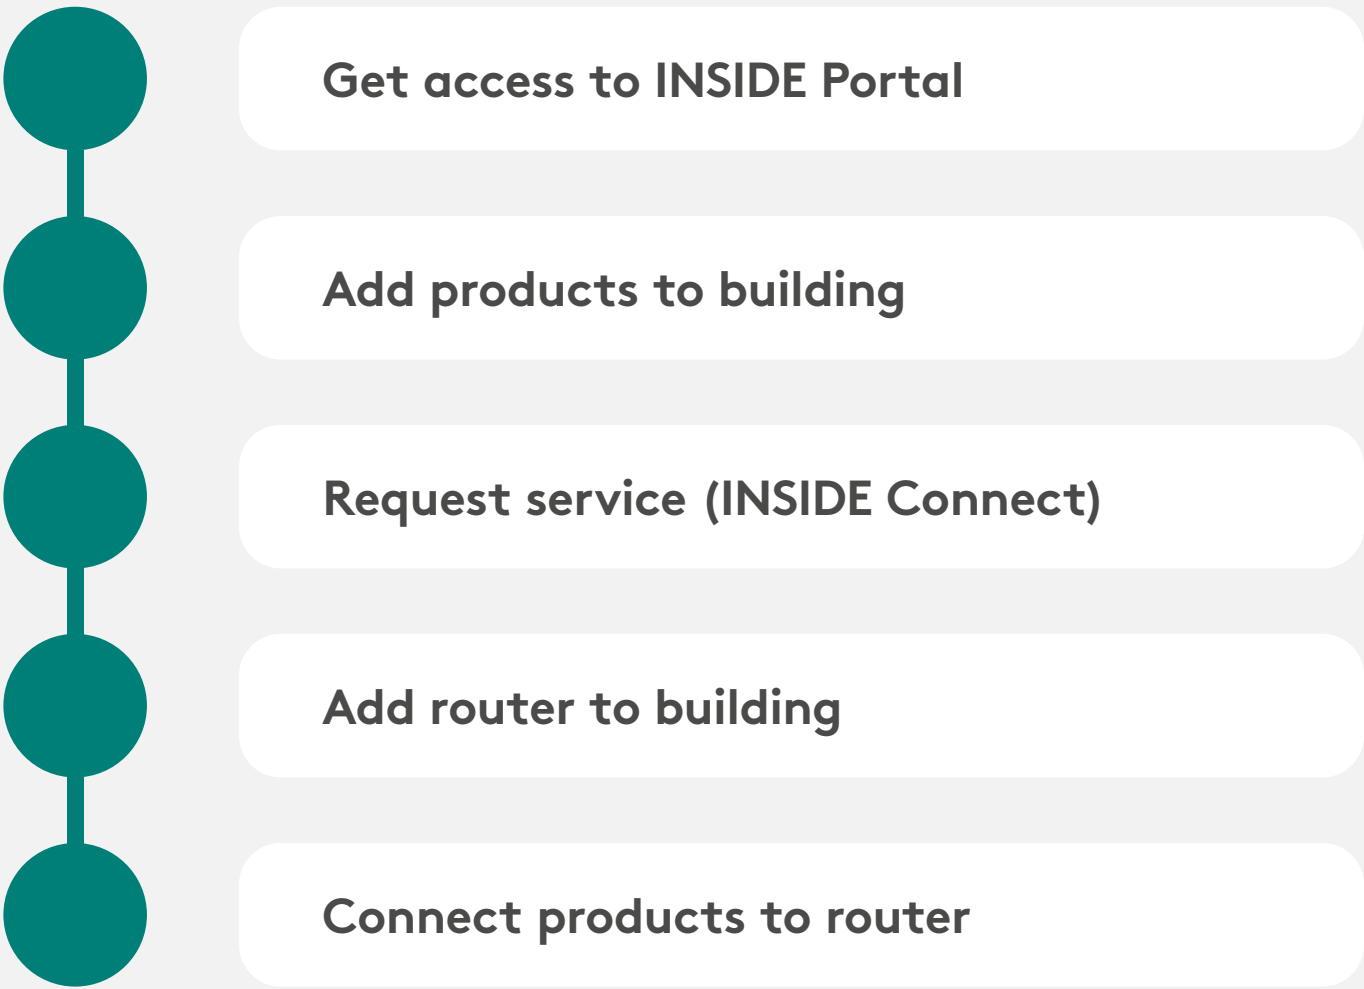 Get access to INSIDE Portal
Add products to building
Request service (INSIDE Connect)
Add router to building
Connect products to router